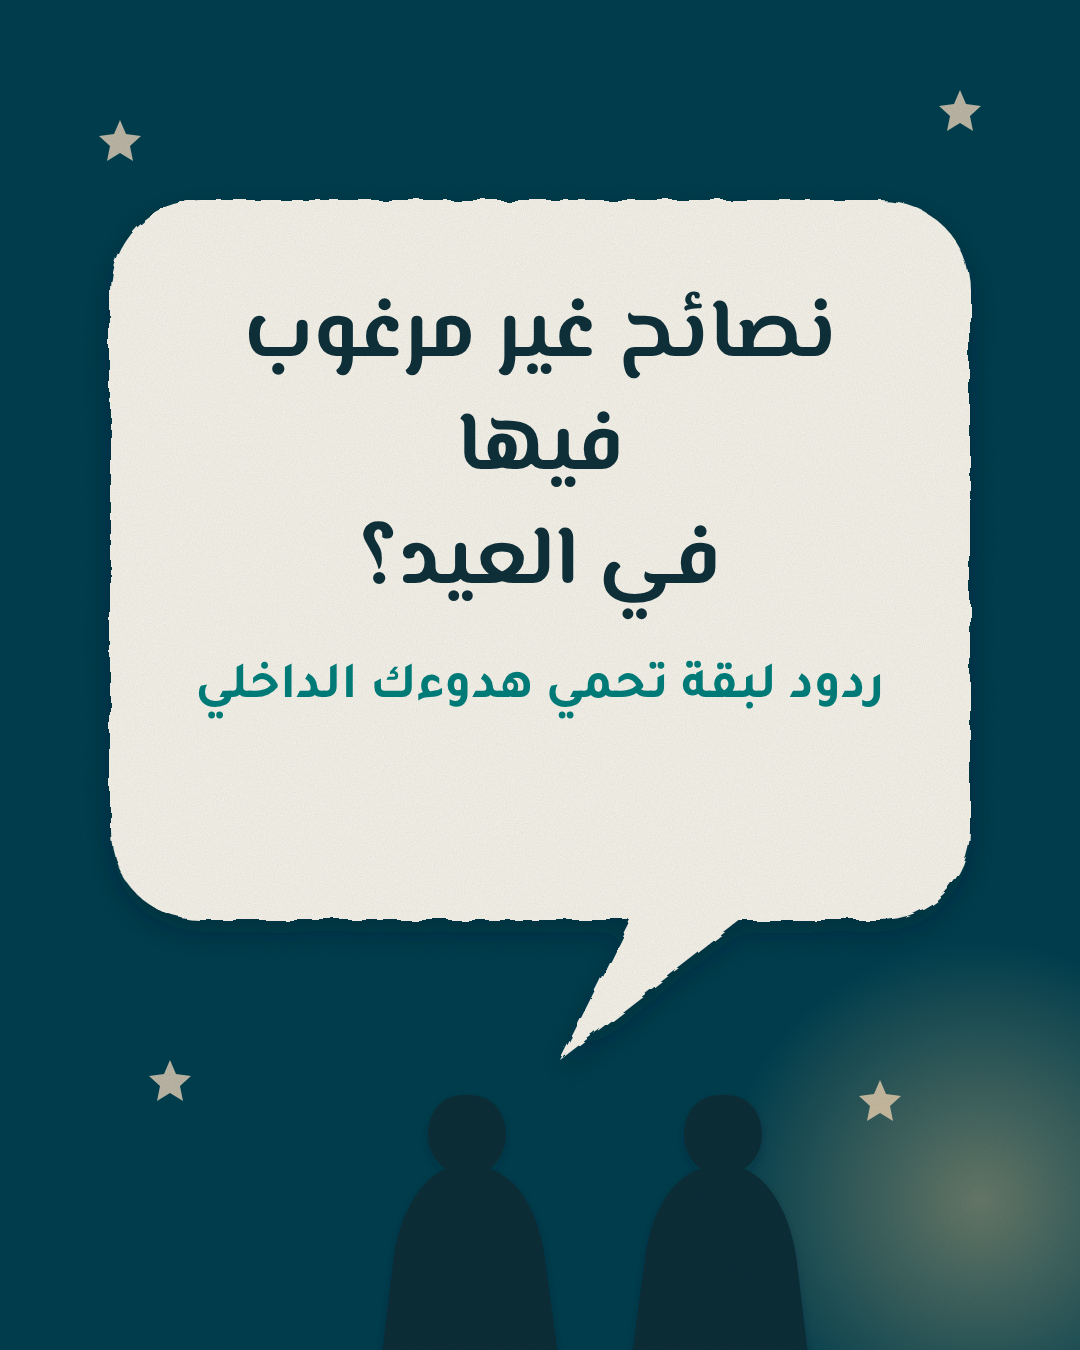 نصائح غير مرغوب
فيها
في العيد؟
ردود لبقة تحمي هدوءك الداخلي